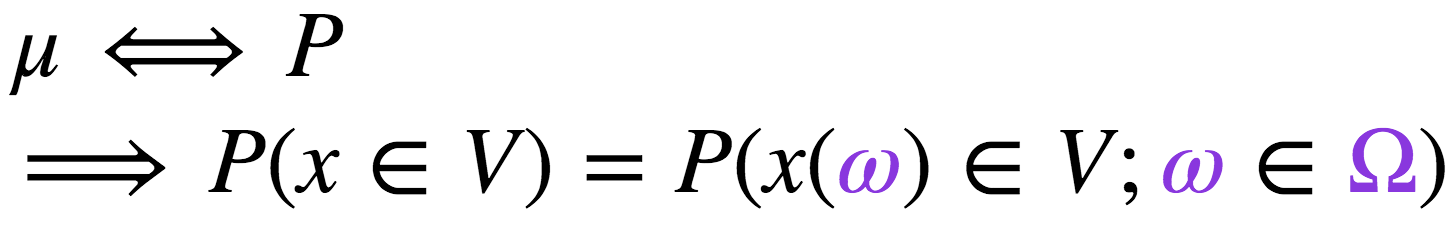 μ ⟺ P
⟹ P(x ∈ V) = P(x(ω) ∈ V; ω ∈ Ω)